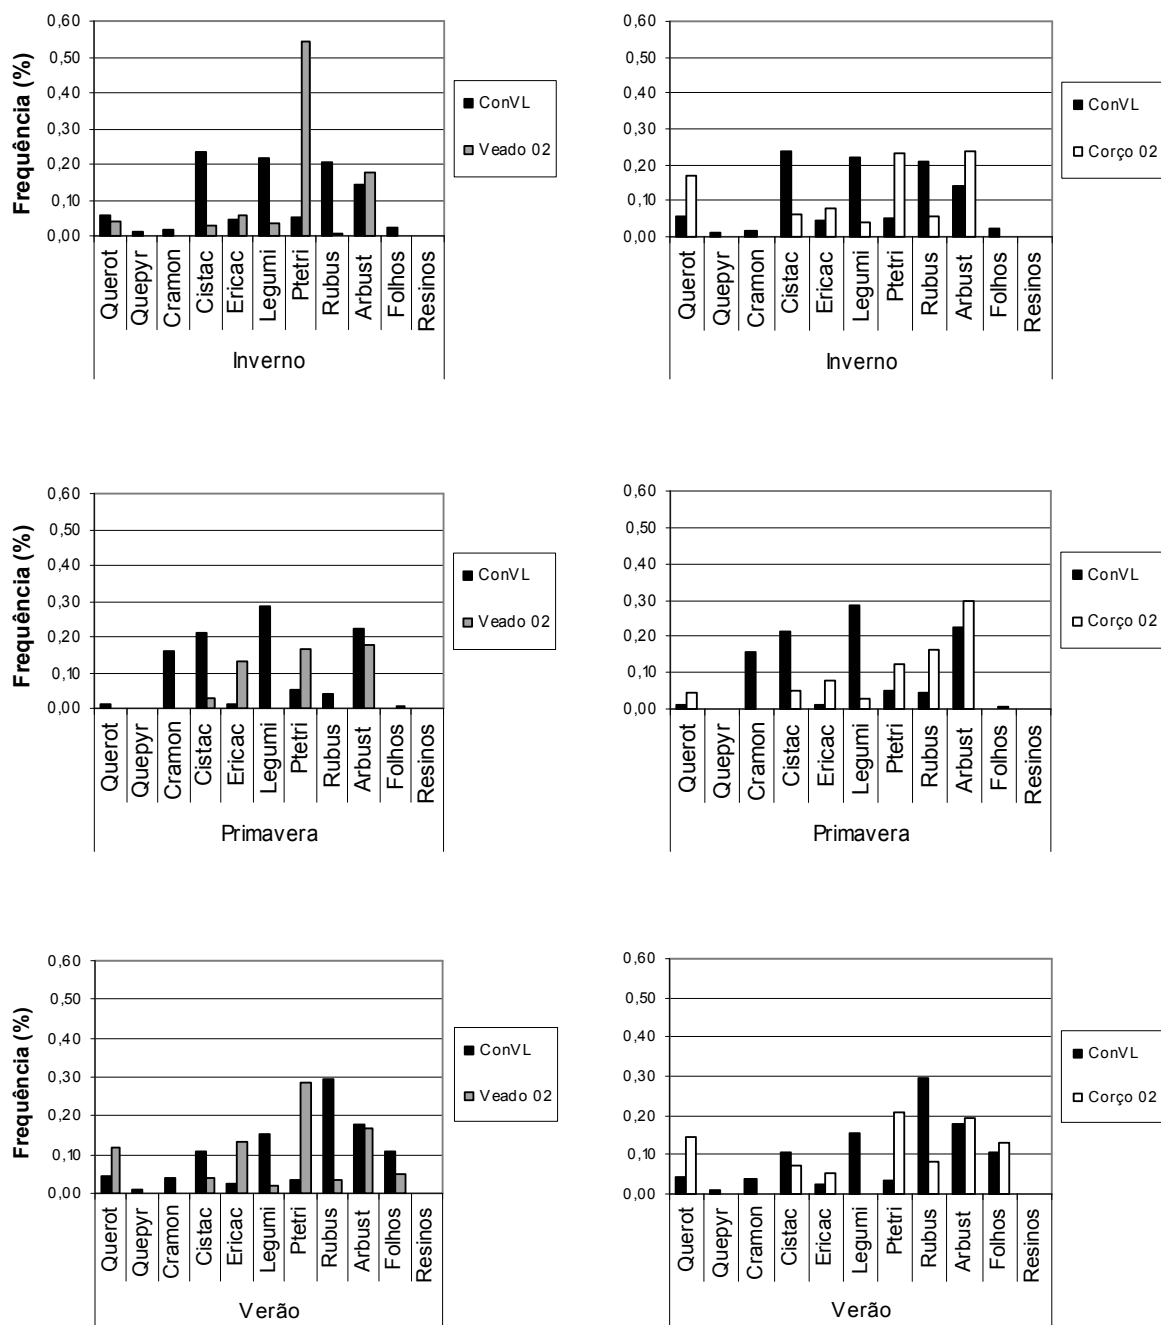 0,60
0,50
0,40
0,30
0,20
0,10
0,00
Frequência (%)
ConVL
Veado 02
Querot
Quepyr
Cramon
Cistac
Ericac
Legumi
Ptetri
Rubus
Arbust
Folhos
Resinos
Inverno
0,60
0,50
0,40
0,30
0,20
0,10
0,00
ConVL
Corço 02
Querot
Quepyr
Cramon
Cistac
Ericac
Legumi
Ptetri
Rubus
Arbust
Folhos
Resinos
Inverno
0,60
0,50
0,40
0,30
0,20
0,10
0,00
Frequência (%)
ConVL
Veado 02
Querot
Quepyr
Cramon
Cistac
Ericac
Legumi
Ptetri
Rubus
Arbust
Folhos
Resinos
Primavera
0,60
0,50
0,40
0,30
0,20
0,10
0,00
ConVL
Corço 02
Querot
Quepyr
Cramon
Cistac
Ericac
Legumi
Ptetri
Rubus
Arbust
Folhos
Resinos
Primavera
0,60
0,50
0,40
0,30
0,20
0,10
0,00
Frequência (%)
ConVL
Veado 02
Querot
Quepyr
Cramon
Cistac
Ericac
Legumi
Ptetri
Rubus
Arbust
Folhos
Resinos
Verão
0,60
0,50
0,40
0,30
0,20
0,10
0,00
ConVL
Corço 02
Querot
Quepyr
Cramon
Cistac
Ericac
Legumi
Ptetri
Rubus
Arbust
Folhos
Resinos
Verão